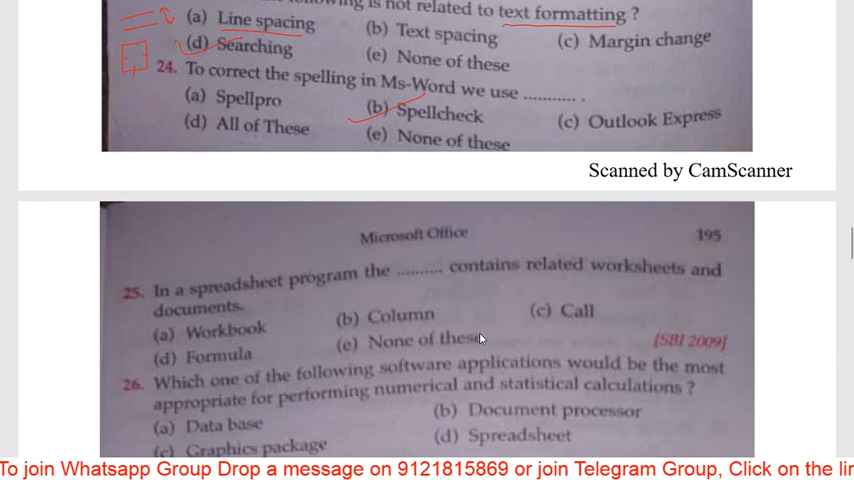 is not related to text formatting ?
(a) Line spacing (b) Text spacing (c) Margin change
(d) Searching (e) None of these
24. To correct the spelling in Ms-Word we use ........... .
(a) Spellpro (b) Spellcheck (c) Outlook Express
(d) All of These (e) None of these
Scanned by CamScanner
Microsoft Office 195
25. In a spreadsheet program the .......... contains related worksheets and
documents.
(a) Workbook (b) Column (c) Call
(d) Formula (e) None of these [SBI 2009]
26. Which one of the following software applications would be the most
appropriate for performing numerical and statistical calculations ?
(a) Data base (b) Document processor
(c) Graphics package (d) Spreadsheet
To join Whatsapp Group Drop a message on 9121815869 or join Telegram Group, Click on the lin